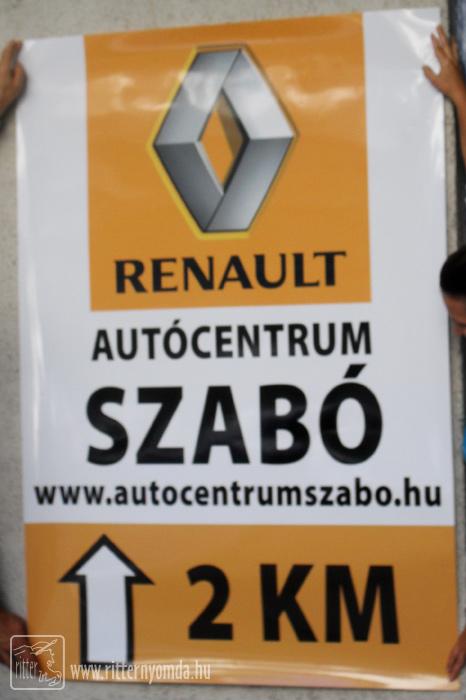 RENAULT
AUTÓCENTRUM
SZABÓ
www.autocentrumszabo.hu
2 KM
ritter
www.ritternyomda.hu